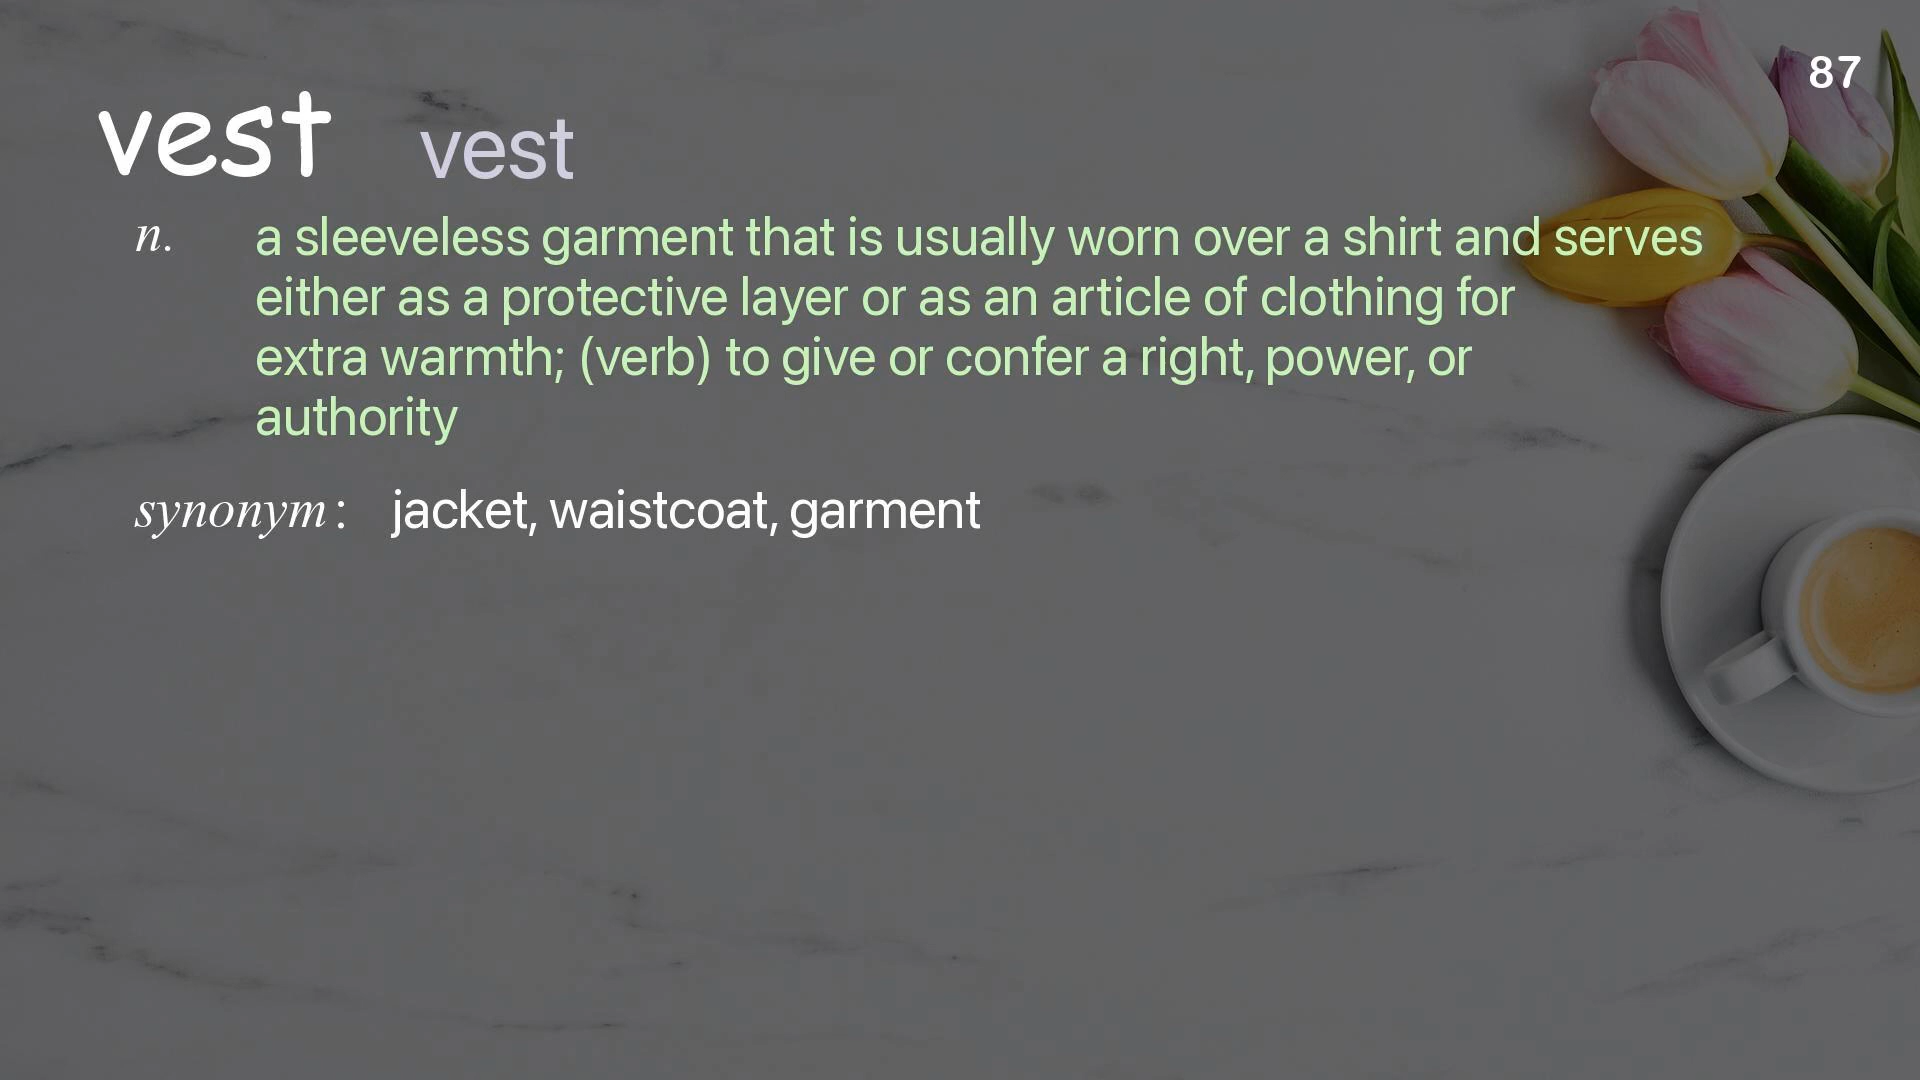 87
vest vest
n. a sleeveless garment that is usually worn over a shirt and serves
either as a protective layer or as an article of clothing for
extra warmth; (verb) to give or confer a right, power, or
authority
synonym : jacket, waistcoat, garment